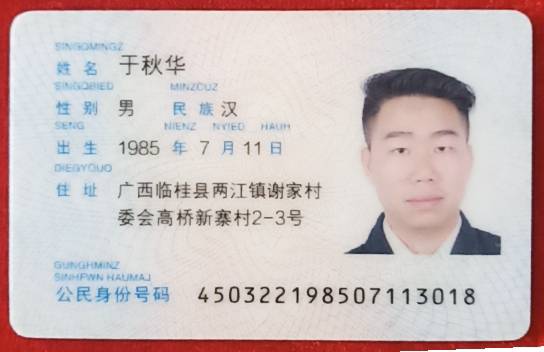 SINGQMINGZ
姓 名 于秋华
SINGQBIED MINZCUZ
性 别 男 民 族 汉
SENG NIENZ NYIED HAUH
出 生 1985 年 7 月 11 日
DIEGYOUQ
住 址 广西临桂县两江镇谢家村
委会高桥新寨村2-3号
GUNGHMINZ
SINHFWN HAUMAJ
公民身份号码 450322198507113018